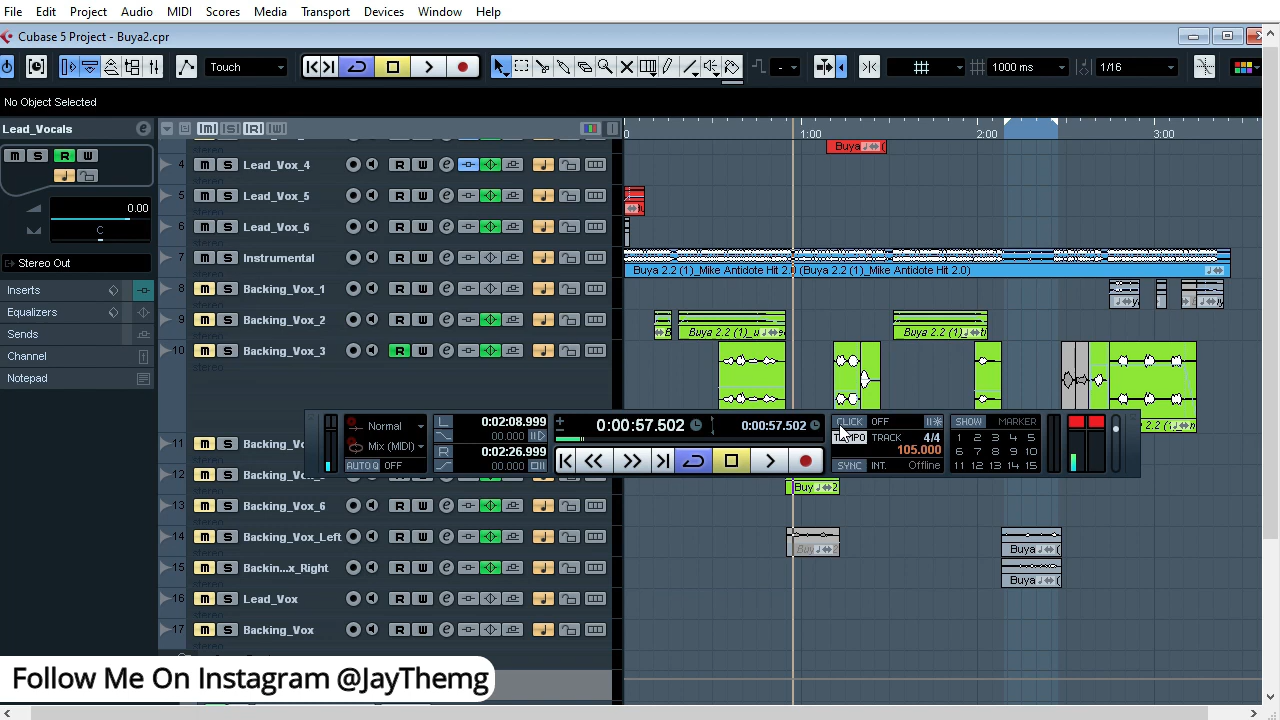 File Edit Project Audio MIDI Scores Media Transport Devices Window Help
Cubase 5 Project - Buya2.cpr
Touch
1000 ms
1/16
No Object Selected
Lead_Vocals
M S R W
0.00
C
Stereo Out
Inserts
Equalizers
Sends
Channel
Notepad
0 1:00 2:00 3:00
4 M S Lead_Vox_4 R W
5 M S Lead_Vox_5 R W
6 M S Lead_Vox_6 R W
7 M S Instrumental R W
8 M S Backing_Vox_1 R W
9 M S Backing_Vox_2 R W
10 M S Backing_Vox_3 R W
11 M S Backing_Vo
13 M S Backing_Vox_6 R W
14 M S Backing_Vox_Left R W
15 M S Backin...x_Right R W
16 M S Lead_Vox R W
17 M S Backing_Vox R W
Buya
Buya 2.2 (1)_Mike Antidote Hit 2.0 (Buya 2.2 (1)_Mike Antidote Hit 2.0)
Buya 2.2 (1)_
Buya 2.2 (1)_
Buy
Buya
Buya
Normal
Mix (MIDI)
AUTO Q OFF
L 0:02:08.999
00.000
R 0:02:26.999
00.000
0:00:57.502
0:00:57.502
CLICK OFF
TEMPO TRACK 4/4
105.000
SYNC INT. Offline
SHOW MARKER
1 2 3 4 5
6 7 8 9 10
11 12 13 14 15
Follow Me On Instagram @JayThemg